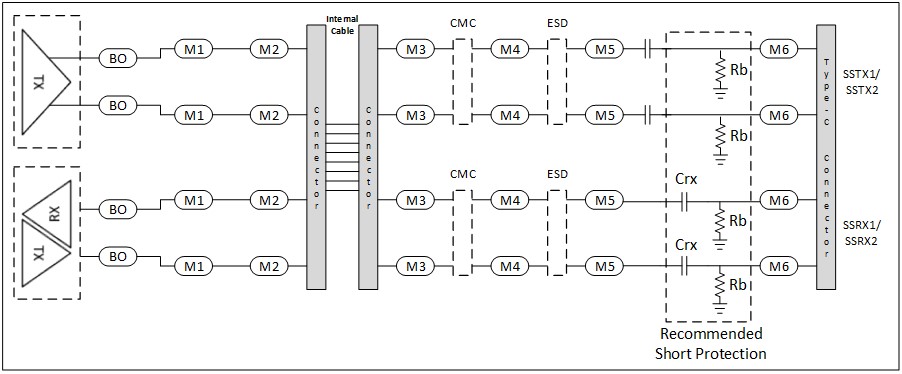 Internal
Cable
CMC
ESD
TX
BO
M1
M2
M3
M4
M5
M6
Rb
BO
M1
M2
M3
M4
M5
M6
Rb
Connector
Connector
Type-C Connector
SSTX1/
SSTX2
CMC
ESD
RX
TX
BO
M1
M2
M3
M4
M5
Crx
M6
Rb
BO
M1
M2
M3
M4
M5
Crx
M6
Rb
SSRX1/
SSRX2
Recommended
Short Protection